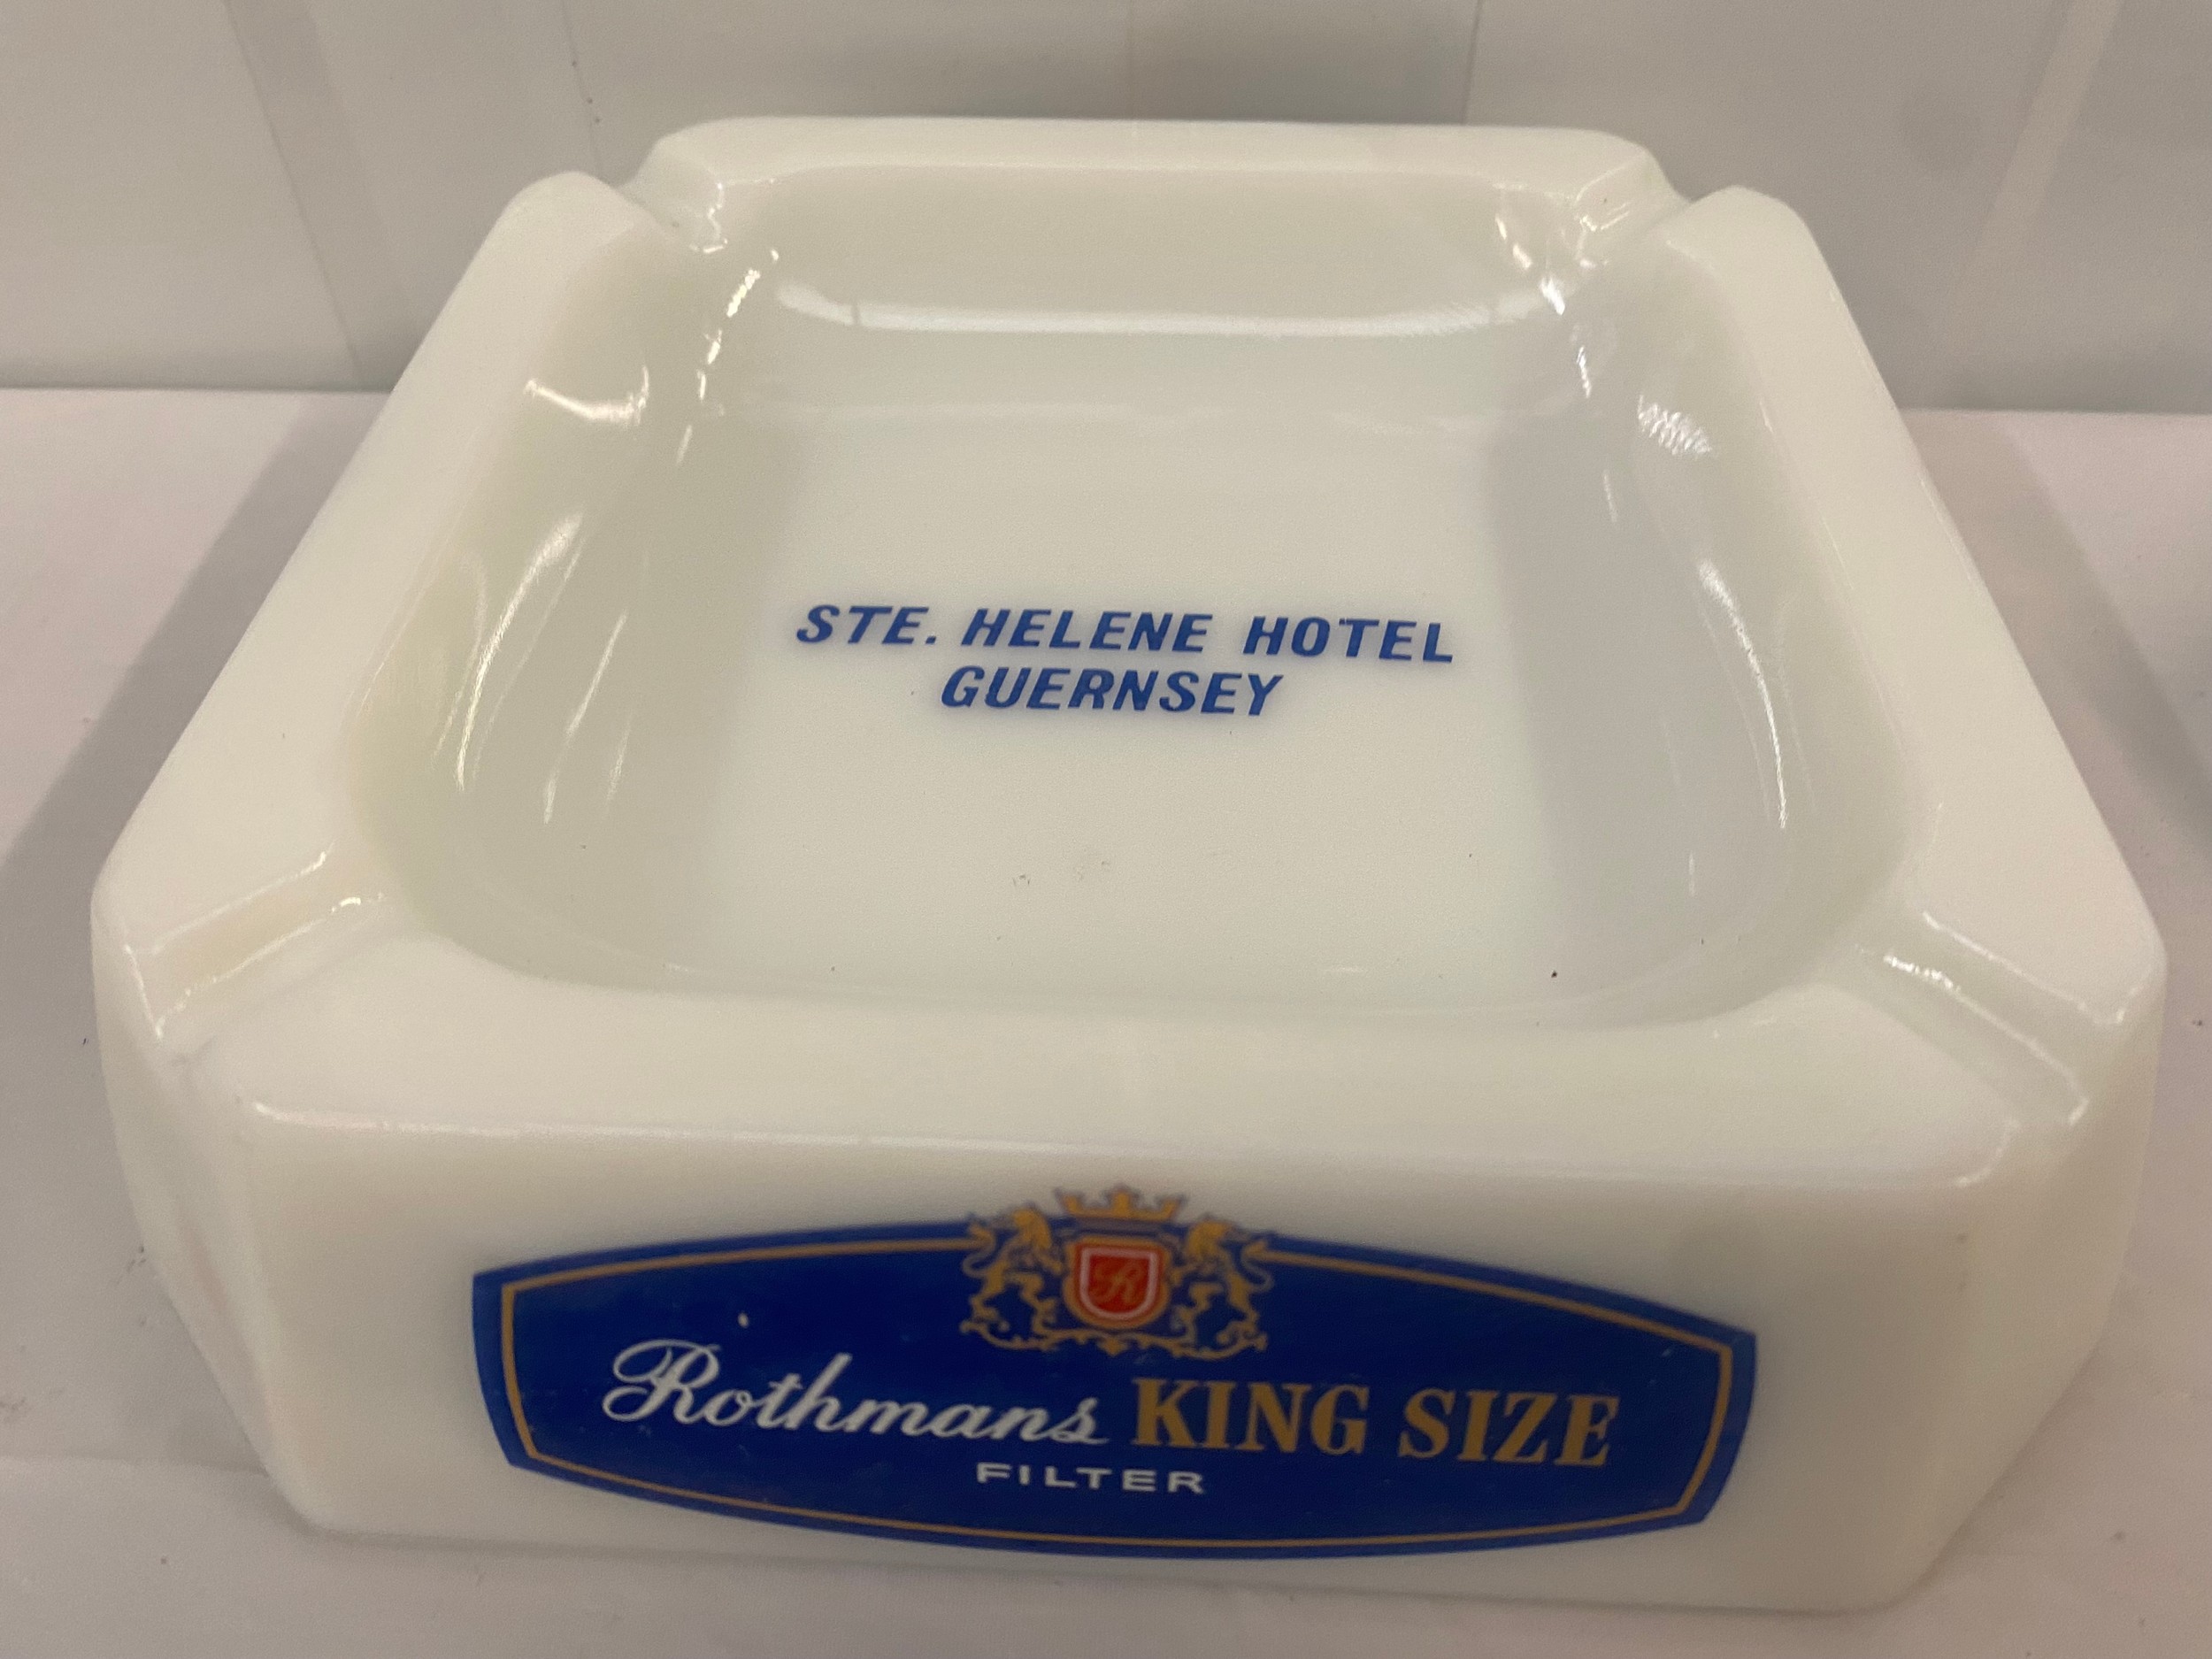 STE. HELENE HOTEL
GUERNSEY
R
Rothmans KING SIZE
FILTER